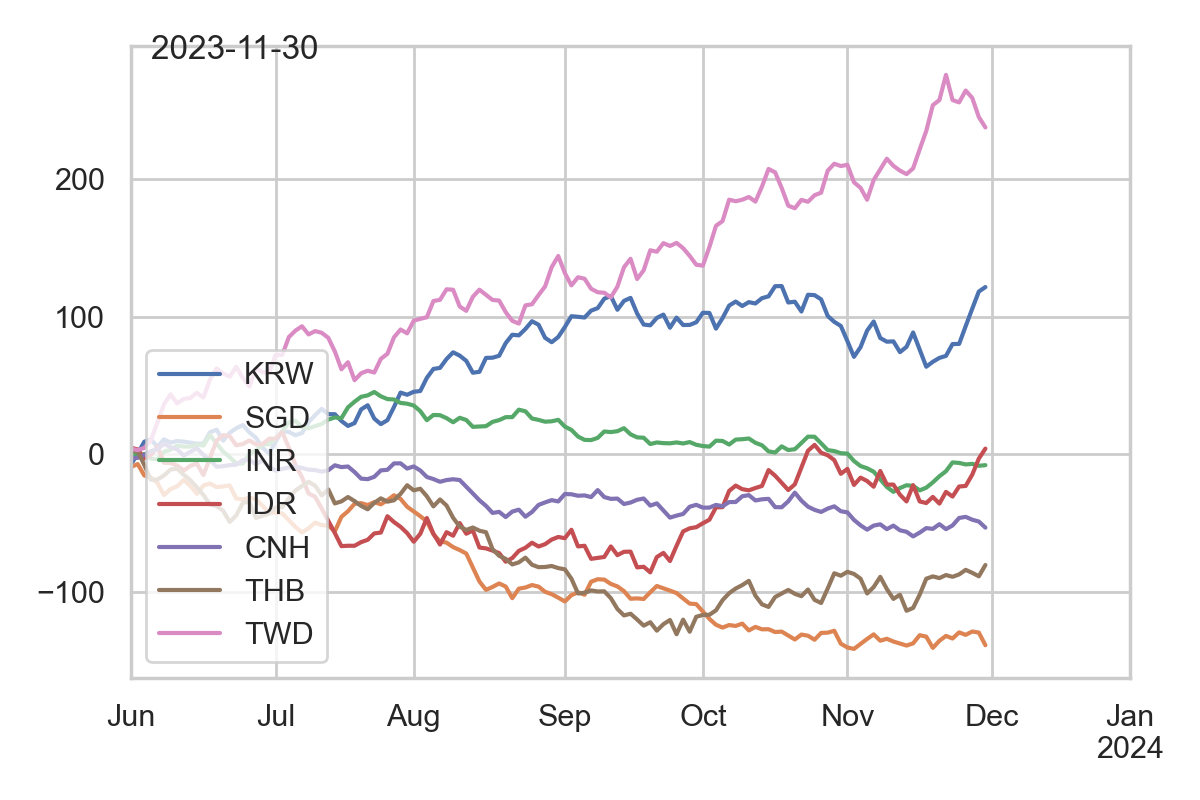 2023-11-30
200
100
0
−100
KRW
SGD
INR
IDR
CNH
THB
TWD
Jun Jul Aug Sep Oct Nov Dec Jan
2024